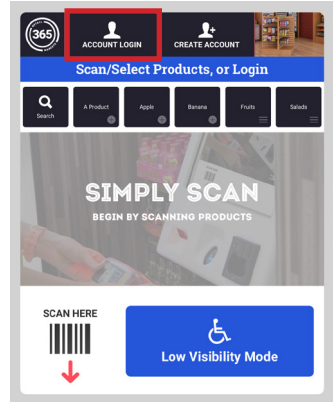 365
ACCOUNT LOGIN
CREATE ACCOUNT
Scan/Select Products, or Login
Search
A Product
Apple
Banana
Fruits
Salads
SIMPLY SCAN
BEGIN BY SCANNING PRODUCTS
SCAN HERE
Low Visibility Mode